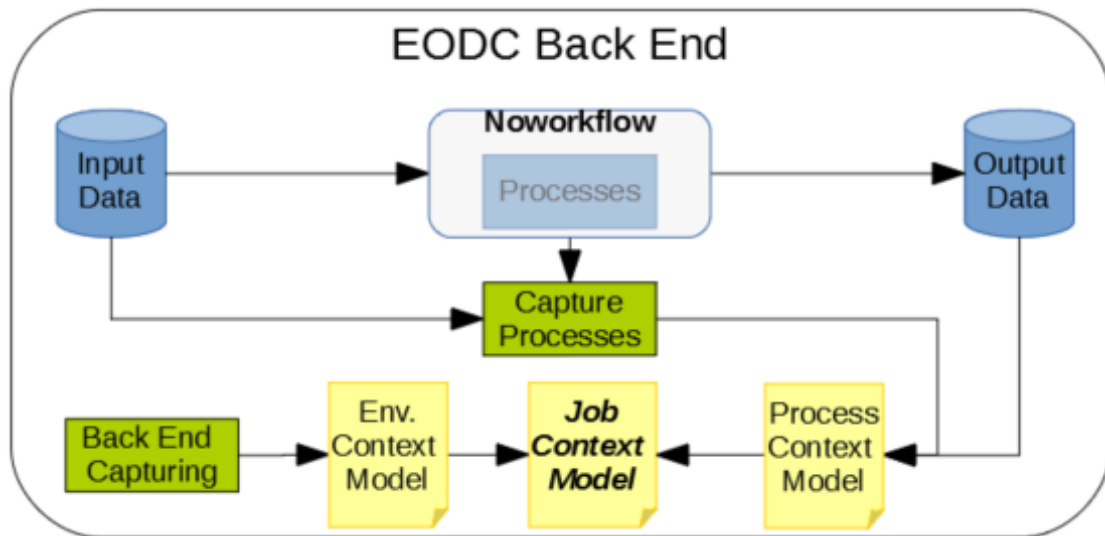 EODC Back End
Noworkflow
Input
Data
Processes
Output
Data
Capture
Processes
Back End
Capturing
Env.
Context
Model
Job
Context
Model
Process
Context
Model